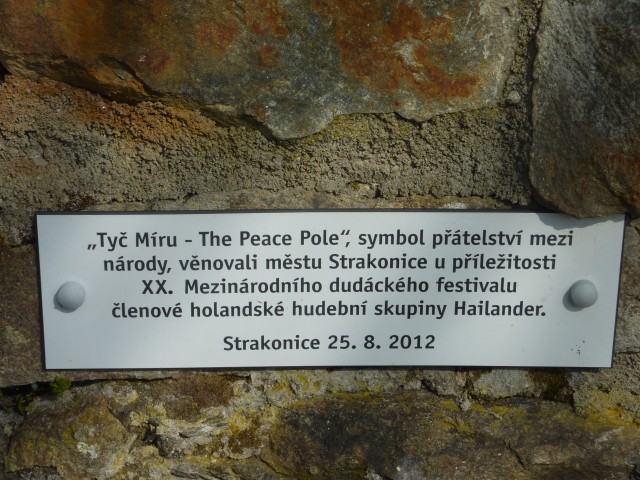 „Tyč Míru - The Peace Pole“, symbol přátelství mezi
národy, věnovali městu Strakonice u příležitosti
XX. Mezinárodního dudáckého festivalu
členové holandské hudební skupiny Hailander.
Strakonice 25. 8. 2012